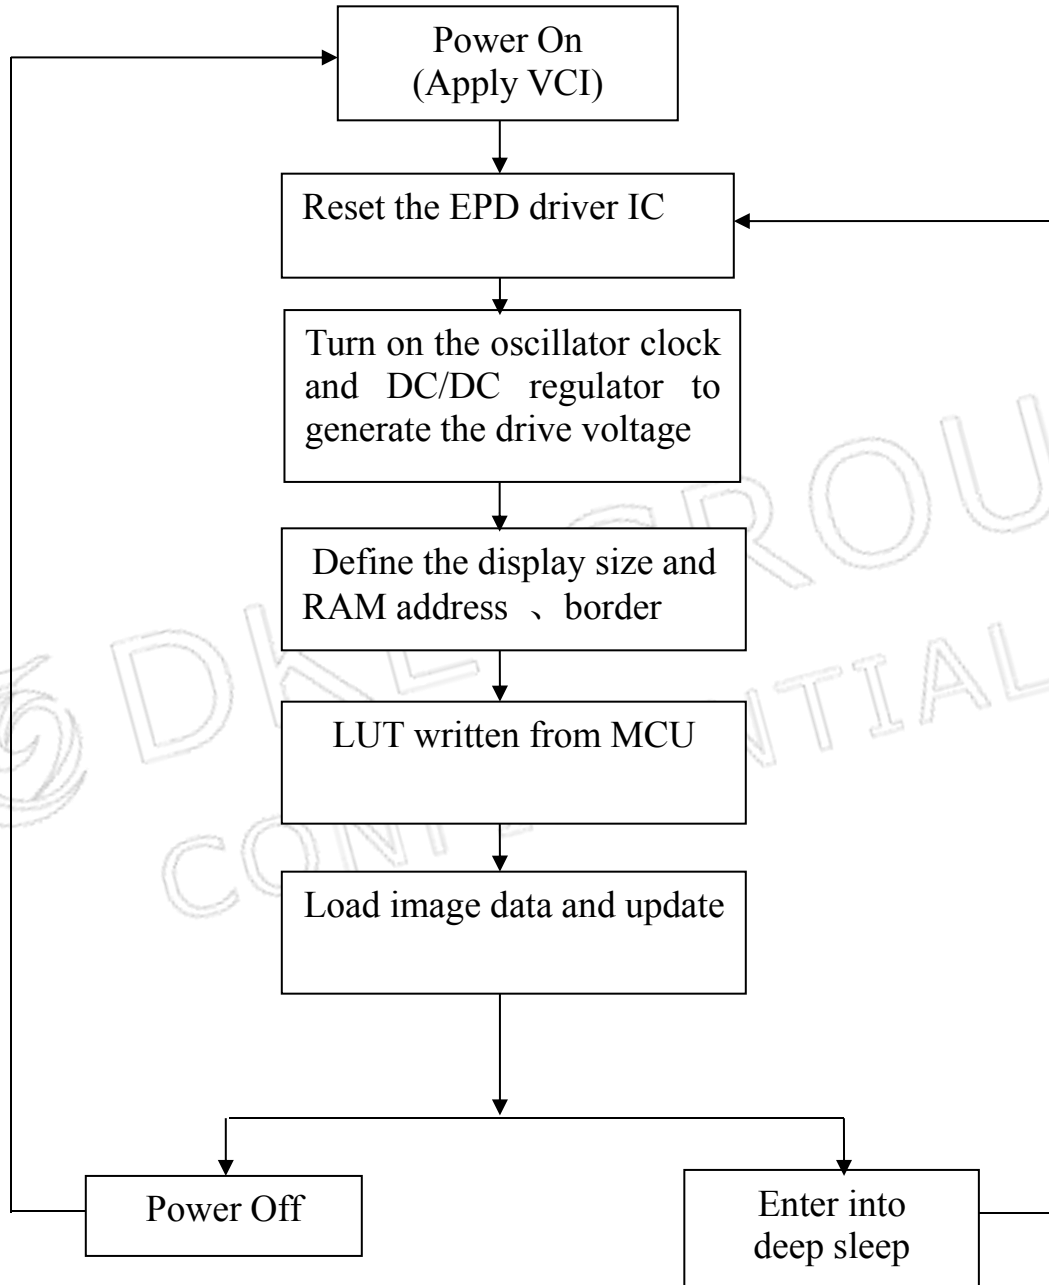 Power On
(Apply VCI)
Reset the EPD driver IC
Turn on the oscillator clock
and DC/DC regulator to
generate the drive voltage
Define the display size and
RAM address 、border
LUT written from MCU
Load image data and update
Power Off
Enter into
deep sleep